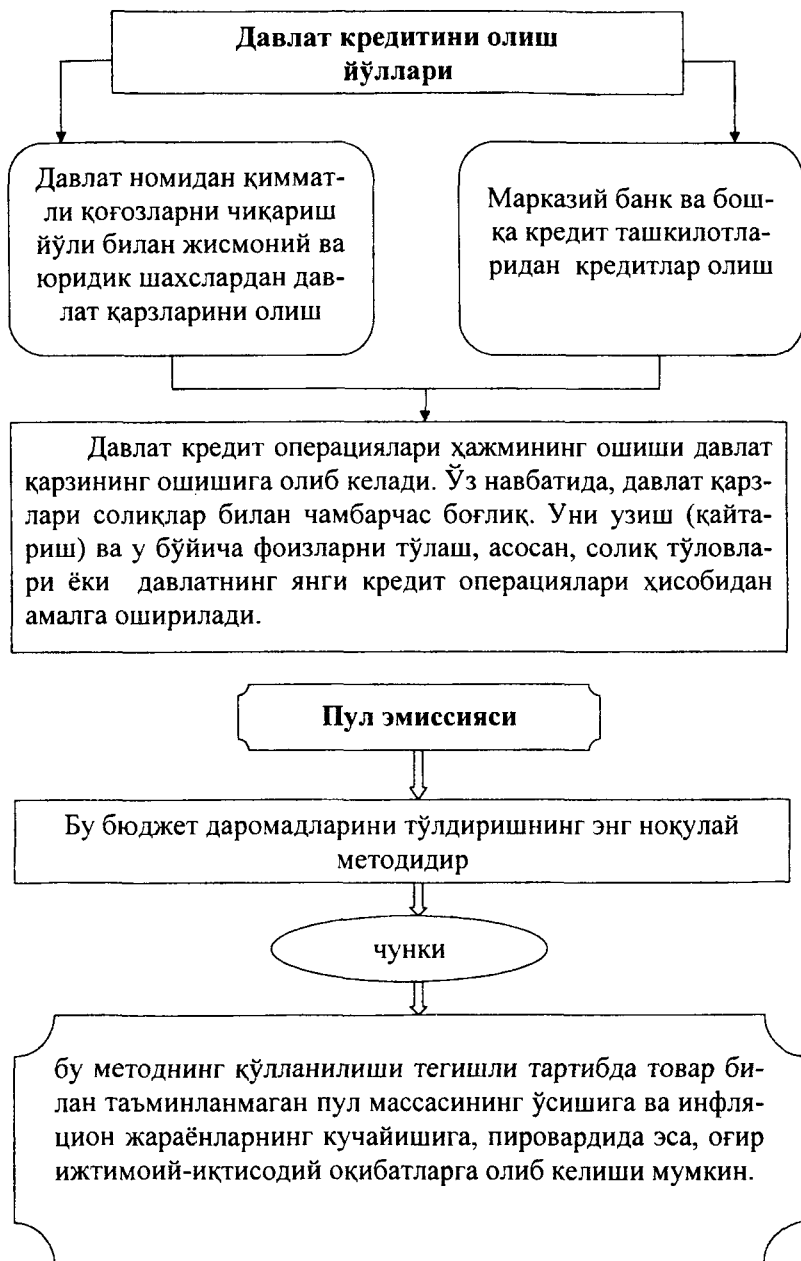 Давлат кредитини олиш
йўллари
Давлат номидан қиммат-
ли қоғозларни чиқариш
йўли билан жисмоний ва
юридик шахслардан дав-
лат қарзларини олиш
Марказий банк ва бош-
қа кредит ташкилотла-
ридан кредитлар олиш
Давлат кредит операциялари ҳажмининг ошиши давлат
қарзининг ошишига олиб келади. Ўз навбатида, давлат қарз-
лари солиқлар билан чамбарчас боғлиқ. Уни узиш (қайта-
риш) ва у бўйича фоизларни тўлаш, асосан, солиқ тўловла-
ри ёки давлатнинг янги кредит операциялари ҳисобидан
амалга оширилади.
Пул эмиссияси
Бу бюджет даромадларини тўлдиришнинг энг ноқулай
методидир
чунки
бу методнинг қўлланилиши тегишли тартибда товар би-
лан таъминланмаган пул массасининг ўсишига ва инфля-
цион жараёнларнинг кучайишига, пировардида эса, оғир
ижтимоий-иқтисодий оқибатларга олиб келиши мумкин.